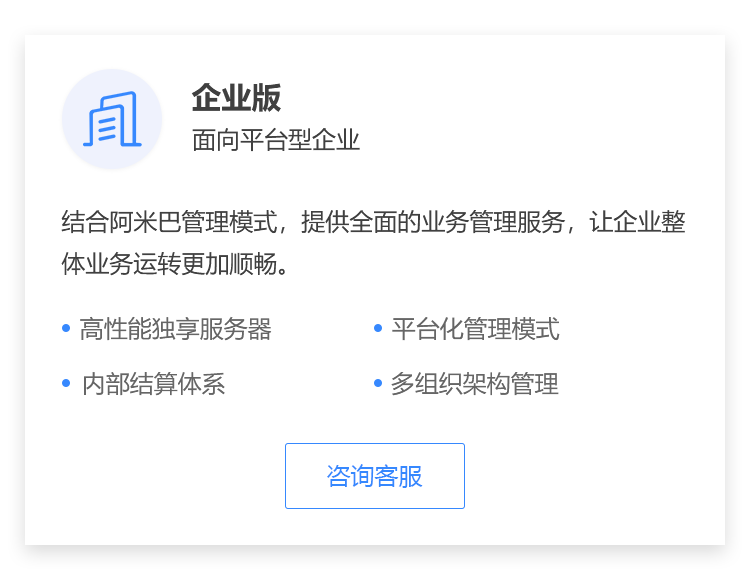 企业版
面向平台型企业
结合阿米巴管理模式，提供全面的业务管理服务，让企业整
体业务运转更加顺畅。
高性能独享服务器
平台化管理模式
内部结算体系
多组织架构管理
咨询客服